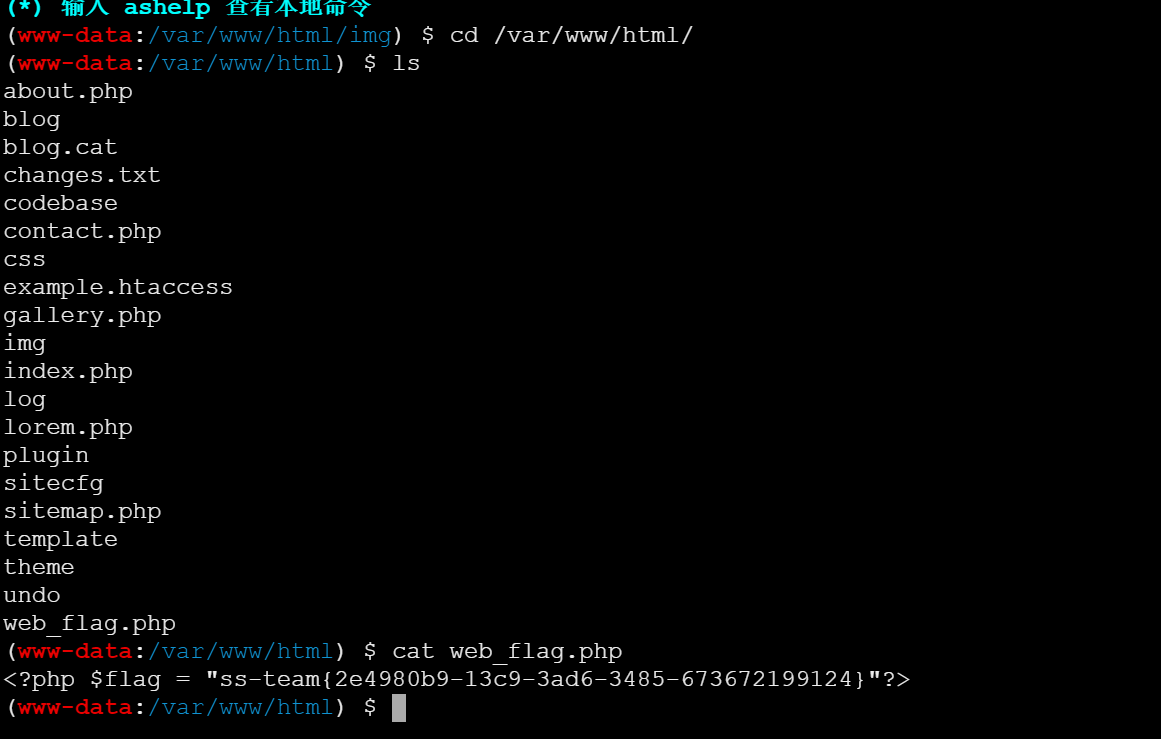 (*) 输入 ashelp 查看本地命令
(www-data:/var/www/html/img) $ cd /var/www/html/
(www-data:/var/www/html) $ ls
about.php
blog
blog.cat
changes.txt
codebase
contact.php
css
example.htaccess
gallery.php
img
index.php
log
lorem.php
plugin
sitecfg
sitemap.php
template
theme
undo
web_flag.php
(www-data:/var/www/html) $ cat web_flag.php
<?php $flag = "ss-team{2e4980b9-13c9-3ad6-3485-673672199124}"?>
(www-data:/var/www/html) $